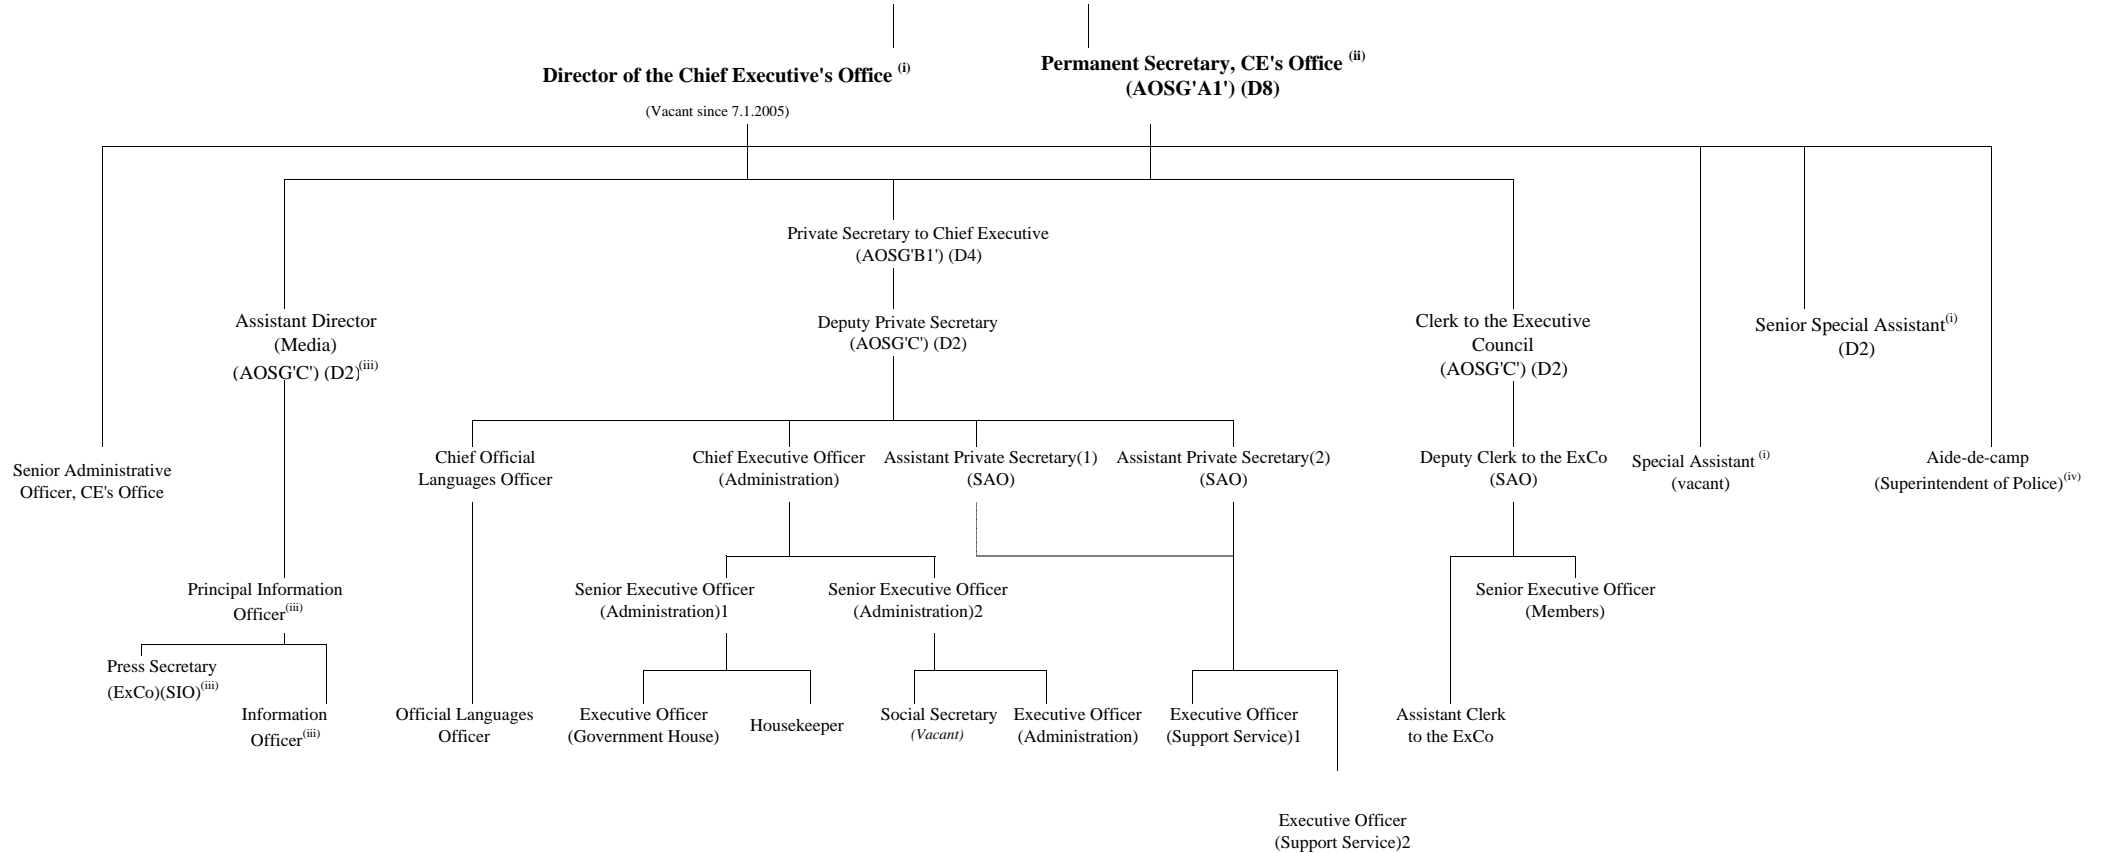 Director of the Chief Executive's Office (i)
(Vacant since 7.1.2005)
Permanent Secretary, CE's Office (ii)
(AOSG'A1') (D8)
Private Secretary to Chief Executive
(AOSG'B1') (D4)
Assistant Director
(Media)
(AOSG'C') (D2)(iii)
Deputy Private Secretary
(AOSG'C') (D2)
Clerk to the Executive
Council
(AOSG'C') (D2)
Senior Special Assistant(i)
(D2)
Senior Administrative
Officer, CE's Office
Chief Official
Languages Officer
Chief Executive Officer
(Administration)
Assistant Private Secretary(1)
(SAO)
Assistant Private Secretary(2)
(SAO)
Deputy Clerk to the ExCo
(SAO)
Special Assistant (i)
(vacant)
Aide-de-camp
(Superintendent of Police)(iv)
Principal Information
Officer(iii)
Senior Executive Officer
(Administration)1
Senior Executive Officer
(Administration)2
Senior Executive Officer
(Members)
Press Secretary
(ExCo)(SIO)(iii)
Information
Officer(iii)
Official Languages
Officer
Executive Officer
(Government House)
Housekeeper
Social Secretary
(Vacant)
Executive Officer
(Administration)
Executive Officer
(Support Service)1
Assistant Clerk
to the ExCo
Executive Officer
(Support Service)2